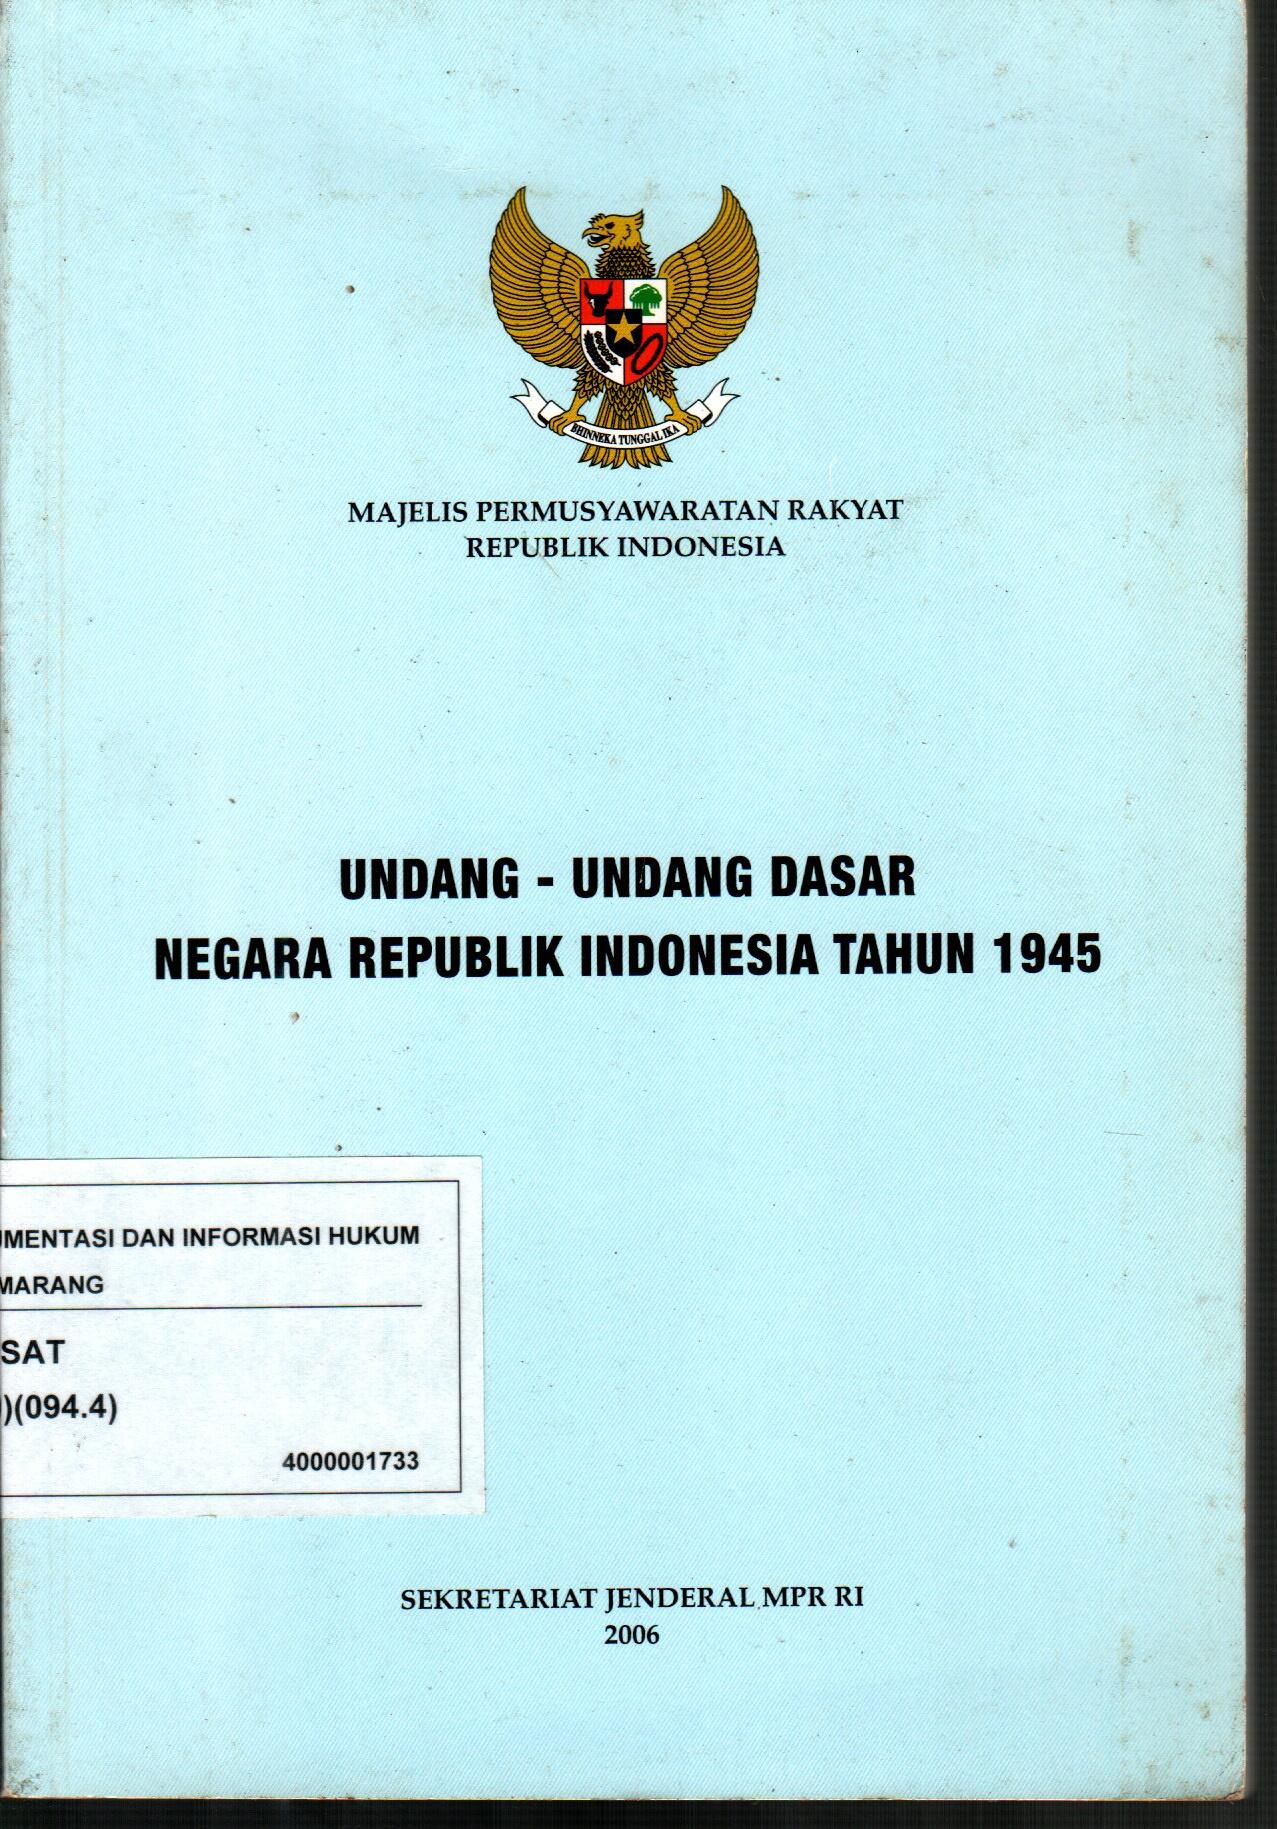 BHINNEKA TUNGGAL IKA
MAJELIS PERMUSYAWARATAN RAKYAT
REPUBLIK INDONESIA
UNDANG - UNDANG DASAR
NEGARA REPUBLIK INDONESIA TAHUN 1945
UMENTASI DAN INFORMASI HUKUM
MARANG
SAT
)(094.4)
4000001733
SEKRETARIAT JENDERAL MPR RI
2006